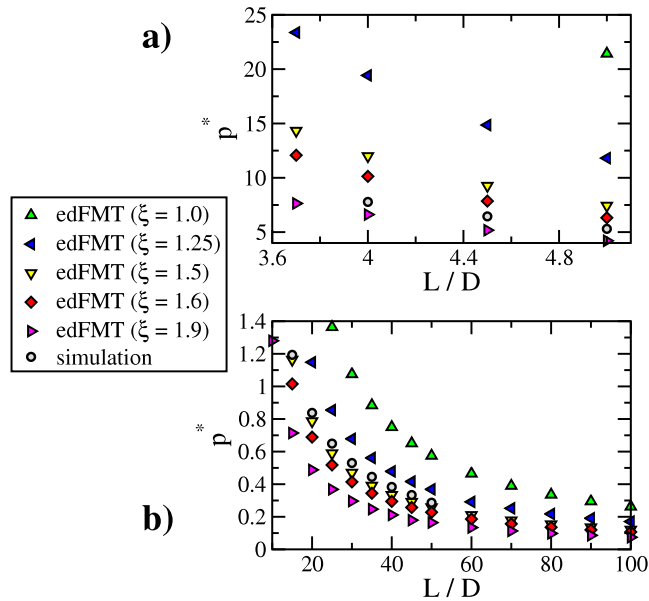 a)
25
20
15
10
5
p*
3.6
4
4.4
4.8
L / D
edFMT (ξ = 1.0)
edFMT (ξ = 1.25)
edFMT (ξ = 1.5)
edFMT (ξ = 1.6)
edFMT (ξ = 1.9)
simulation
b)
1.4
1.2
1
0.8
0.6
0.4
0.2
0
p*
20
40
60
80
100
L / D